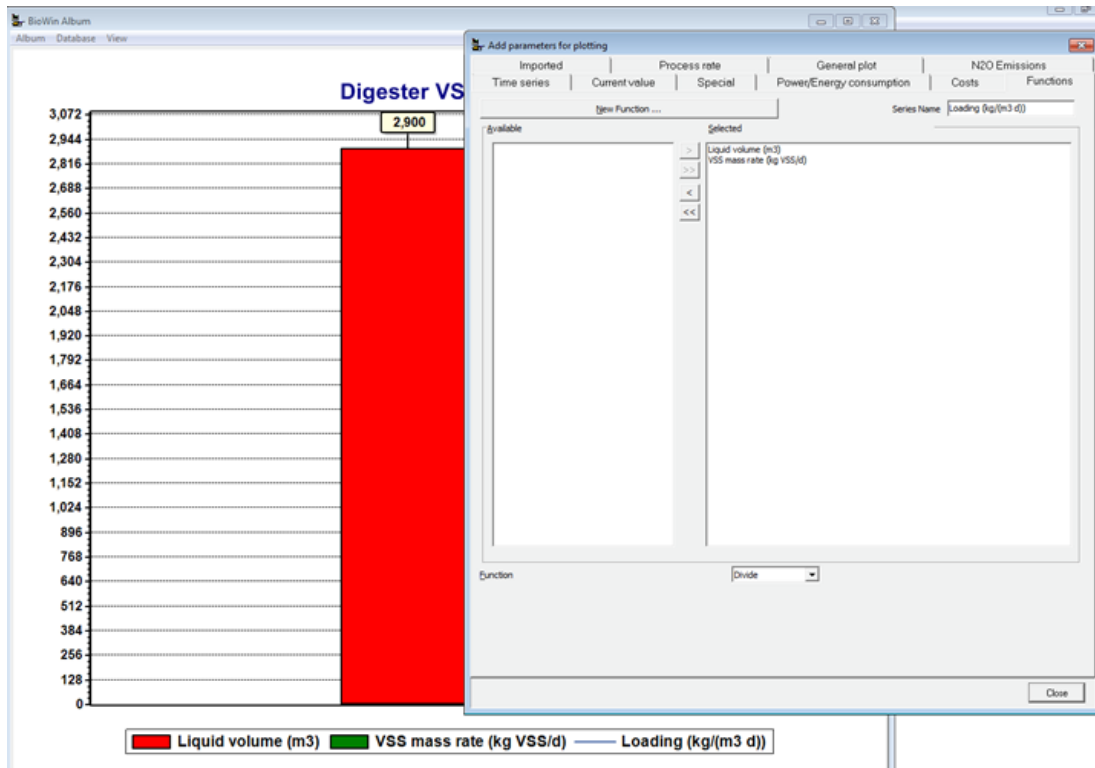 BioWin Album
Album Database View
Digester VS
3,072
2,944
2,816
2,688
2,560
2,432
2,304
2,176
2,048
1,920
1,792
1,664
1,536
1,408
1,280
1,152
1,024
896
768
640
512
384
256
128
0
2,900
Liquid volume (m3) VSS mass rate (kg VSS/d) Loading (kg/(m3 d))
Add parameters for plotting
Imported Process rate General plot N2O Emissions
Time series Current value Special Power/Energy consumption Costs Functions
New Function ... Series Name Loading (kg/(m3 d))
Available Selected
> Liquid volume (m3)
>> VSS mass rate (kg VSS/d)
<
<<
Function Divide
Close